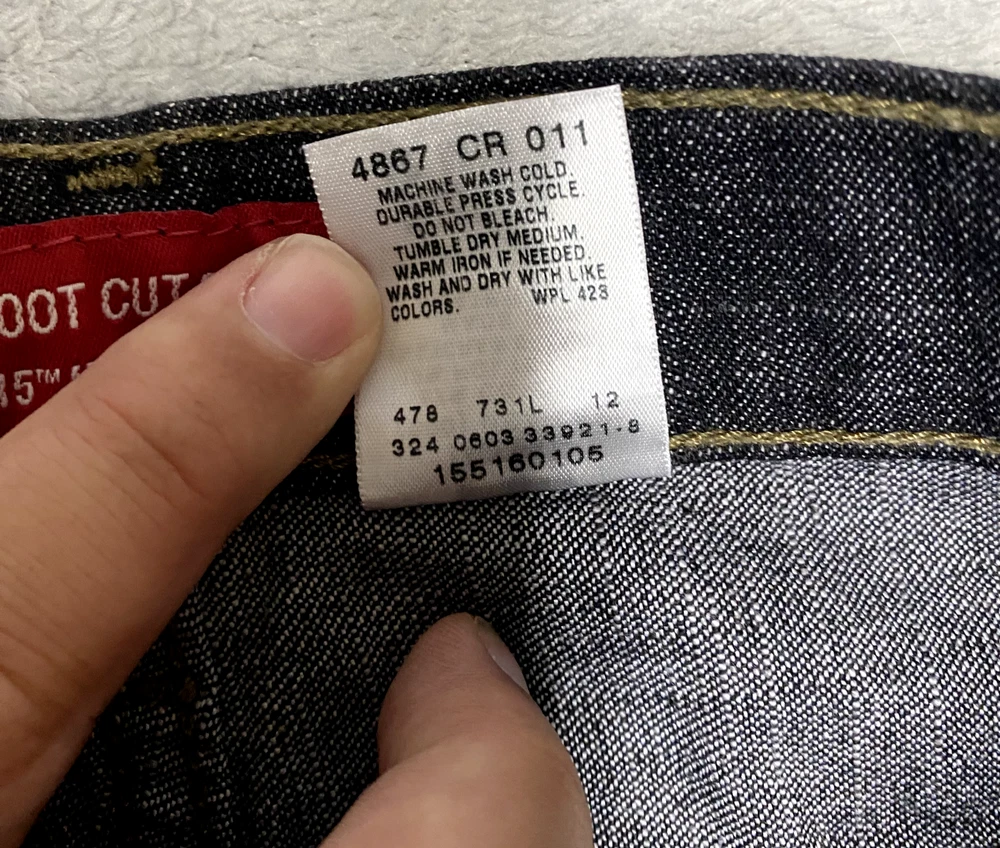 4867 CR 011
MACHINE WASH COLD.
DURABLE PRESS CYCLE.
DO NOT BLEACH.
TUMBLE DRY MEDIUM.
WARM IRON IF NEEDED.
WASH AND DRY WITH LIKE
COLORS. WPL 423
478 731L 12
324 0603 33921-8
155160105
OOT CUT